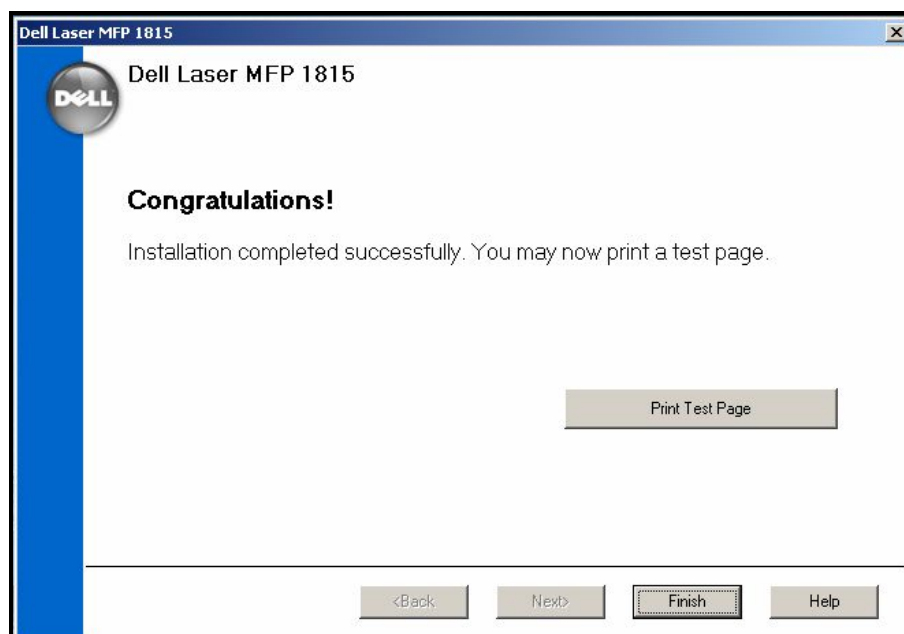 Dell Laser MFP 1815
Dell Laser MFP 1815
DELL
Congratulations!
Installation completed successfully. You may now print a test page.
Print Test Page
<Back
Next>
Finish
Help